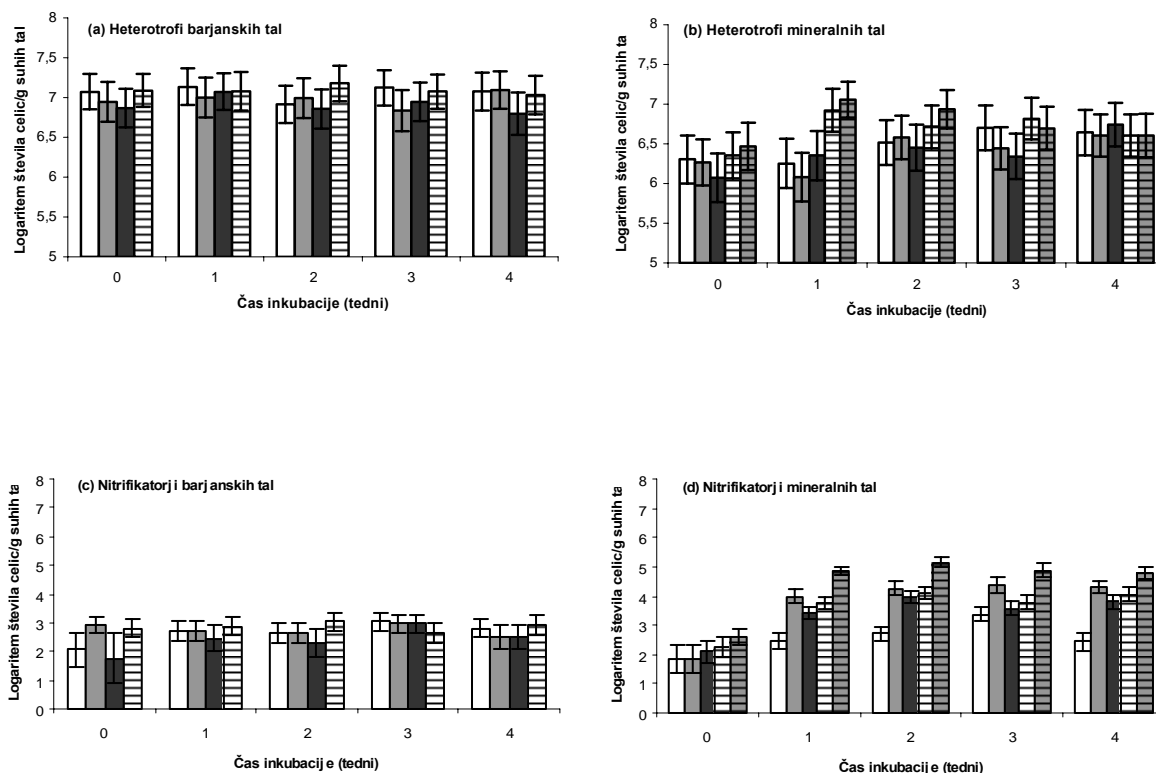 (a) Heterotrofi barjanskih tal
Logaritem števila celic/g suhih ta
8
7,5
7
6,5
6
5,5
5
0 1 2 3 4
Čas inkubacije (tedni)
(b) Heterotrofi mineralnih tal
Logaritem števila celic/g suhih ta
8
7,5
7
6,5
6
5,5
5
0 1 2 3 4
Čas inkubacije (tedni)
(c) Nitrifikatorji barjanskih tal
Logaritem števila celic/g suhih ta
8
7
6
5
4
3
2
1
0
0 1 2 3 4
Čas inkubacije (tedni)
(d) Nitrifikatorji mineralnih tal
Logaritem števila celic/g suhih ta
8
7
6
5
4
3
2
1
0
0 1 2 3 4
Čas inkubacije (tedni)